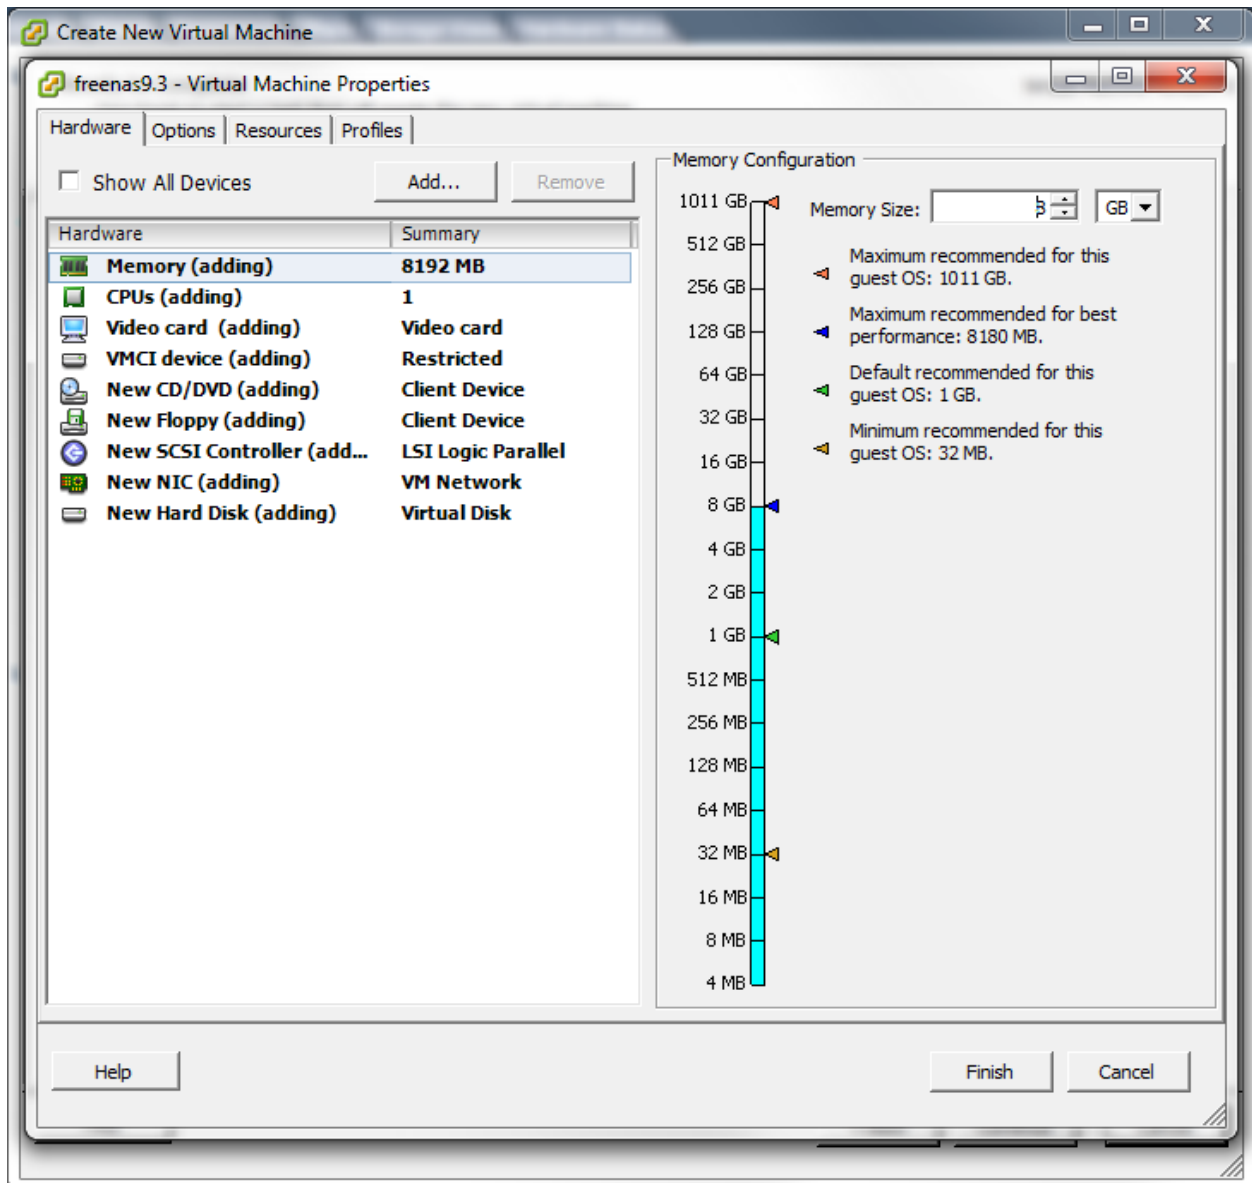 Create New Virtual Machine
freenas9.3 - Virtual Machine Properties
Hardware Options Resources Profiles
Show All Devices Add... Remove
Hardware Summary
Memory (adding) 8192 MB
CPUs (adding) 1
Video card (adding) Video card
VMCI device (adding) Restricted
New CD/DVD (adding) Client Device
New Floppy (adding) Client Device
New SCSI Controller (add... LSI Logic Parallel
New NIC (adding) VM Network
New Hard Disk (adding) Virtual Disk
Memory Configuration
1011 GB
512 GB
256 GB
128 GB
64 GB
32 GB
16 GB
8 GB
4 GB
2 GB
1 GB
512 MB
256 MB
128 MB
64 MB
32 MB
16 MB
8 MB
4 MB
Memory Size: 8 GB
Maximum recommended for this
guest OS: 1011 GB.
Maximum recommended for best
performance: 8180 MB.
Default recommended for this
guest OS: 1 GB.
Minimum recommended for this
guest OS: 32 MB.
Help Finish Cancel